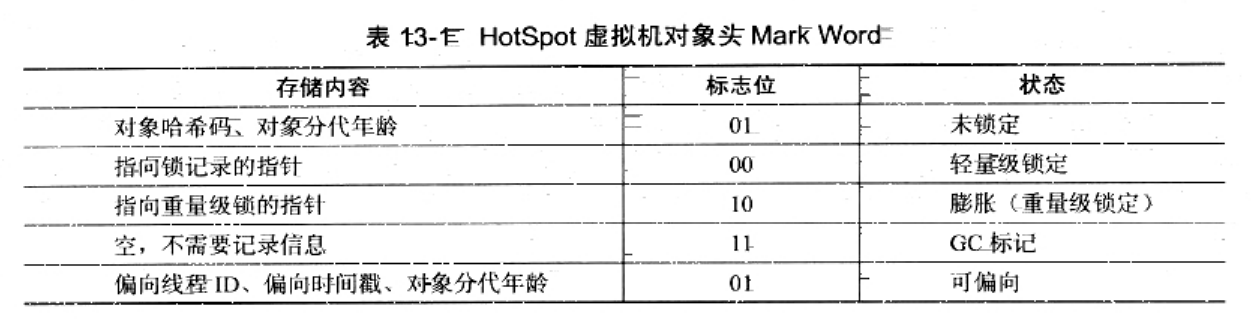 表 13-1 HotSpot 虚拟机对象头 Mark Word
存储内容 标志位 状态
对象哈希码、对象分代年龄 01 未锁定
指向锁记录的指针 00 轻量级锁定
指向重量级锁的指针 10 膨胀（重量级锁定）
空，不需要记录信息 11 GC 标记
偏向线程 ID、偏向时间戳、对象分代年龄 01 可偏向